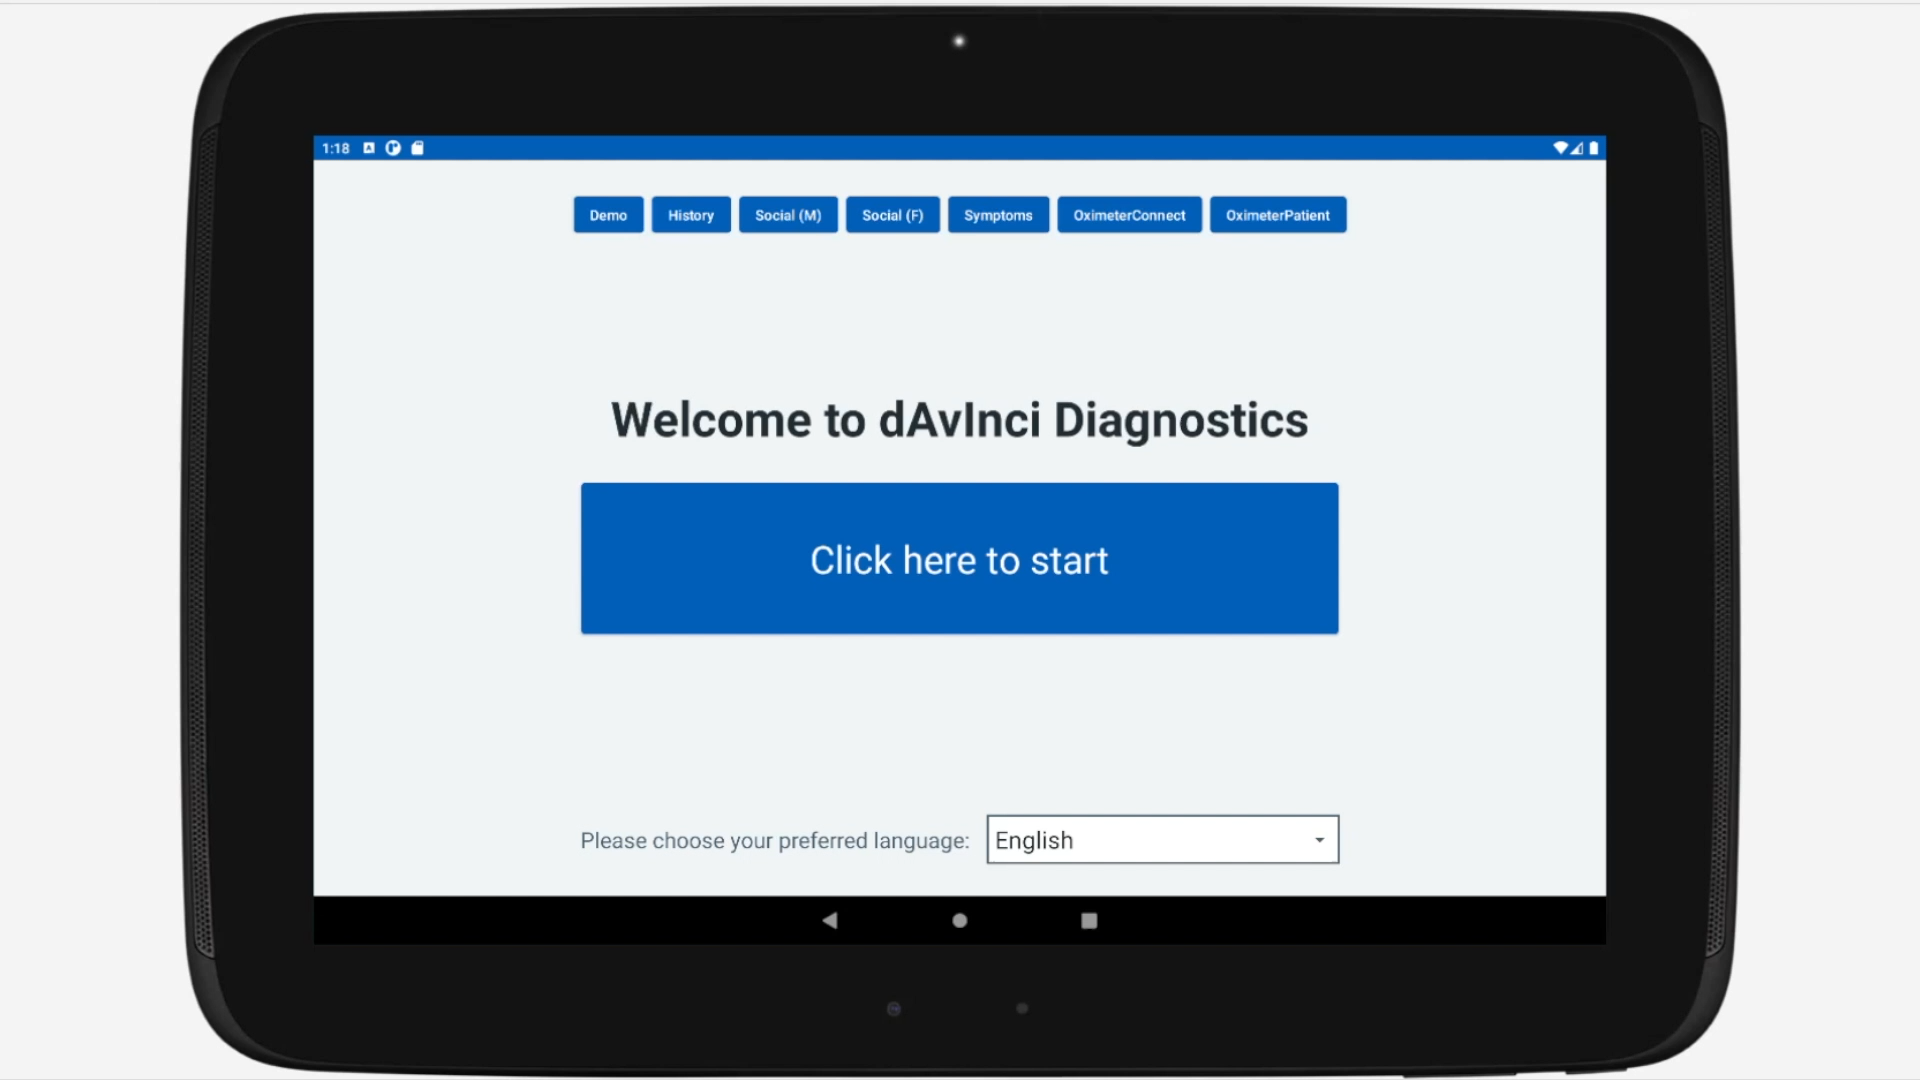 1:18
Demo History Social (M) Social (F) Symptoms OximeterConnect OximeterPatient
Welcome to dAvInci Diagnostics
Click here to start
Please choose your preferred language: English